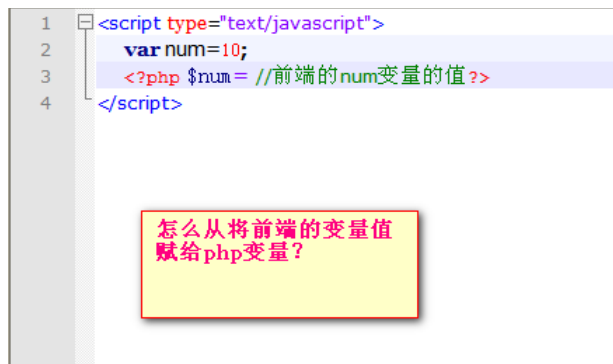 1 <script type="text/javascript">
2 var num=10;
3 <?php $num= //前端的num变量的值?>
4 </script>
怎么从将前端的变量值
赋给php变量?